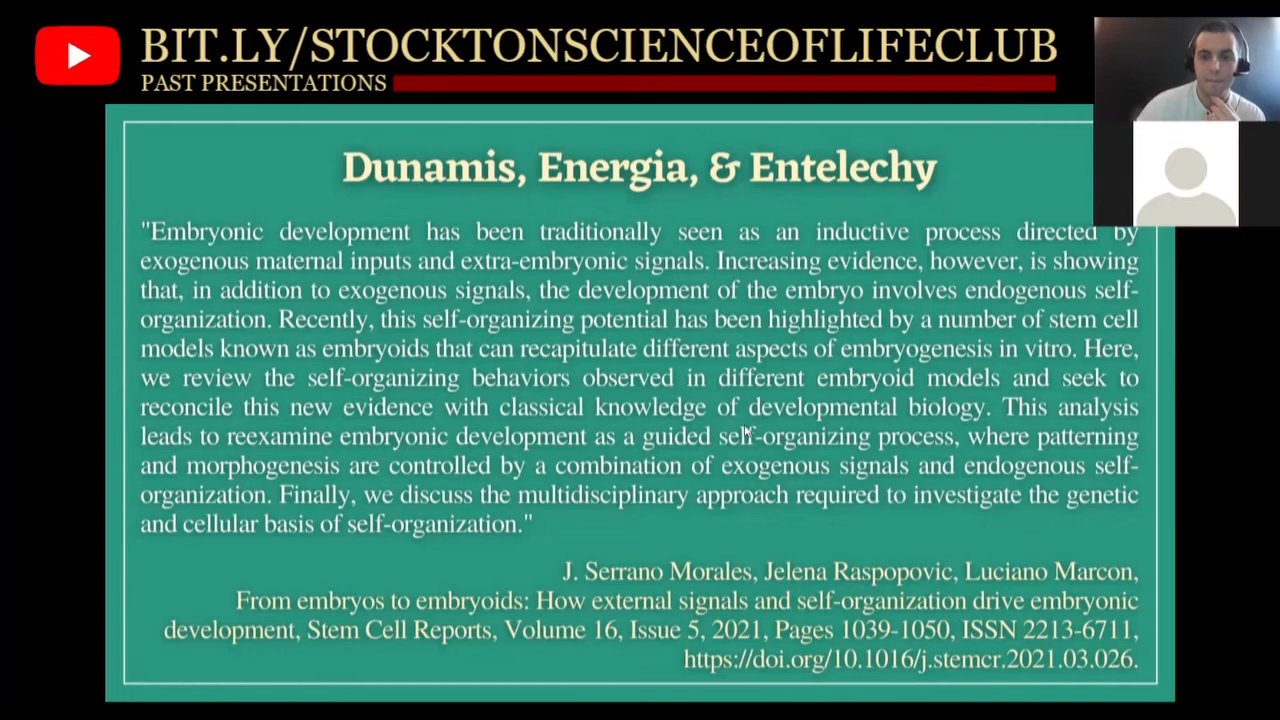 BIT.LY/STOCKTONSCIENCEOFLIFECLUB
PAST PRESENTATIONS
Dunamis, Energia, & Entelechy
"Embryonic development has been traditionally seen as an inductive process directed by
exogenous maternal inputs and extra-embryonic signals. Increasing evidence, however, is showing
that, in addition to exogenous signals, the development of the embryo involves endogenous self-
organization. Recently, this self-organizing potential has been highlighted by a number of stem cell
models known as embryoids that can recapitulate different aspects of embryogenesis in vitro. Here,
we review the self-organizing behaviors observed in different embryoid models and seek to
reconcile this new evidence with classical knowledge of developmental biology. This analysis
leads to reexamine embryonic development as a guided self-organizing process, where patterning
and morphogenesis are controlled by a combination of exogenous signals and endogenous self-
organization. Finally, we discuss the multidisciplinary approach required to investigate the genetic
and cellular basis of self-organization."
J. Serrano Morales, Jelena Raspopovic, Luciano Marcon,
From embryos to embryoids: How external signals and self-organization drive embryonic
development, Stem Cell Reports, Volume 16, Issue 5, 2021, Pages 1039-1050, ISSN 2213-6711,
https://doi.org/10.1016/j.stemcr.2021.03.026.